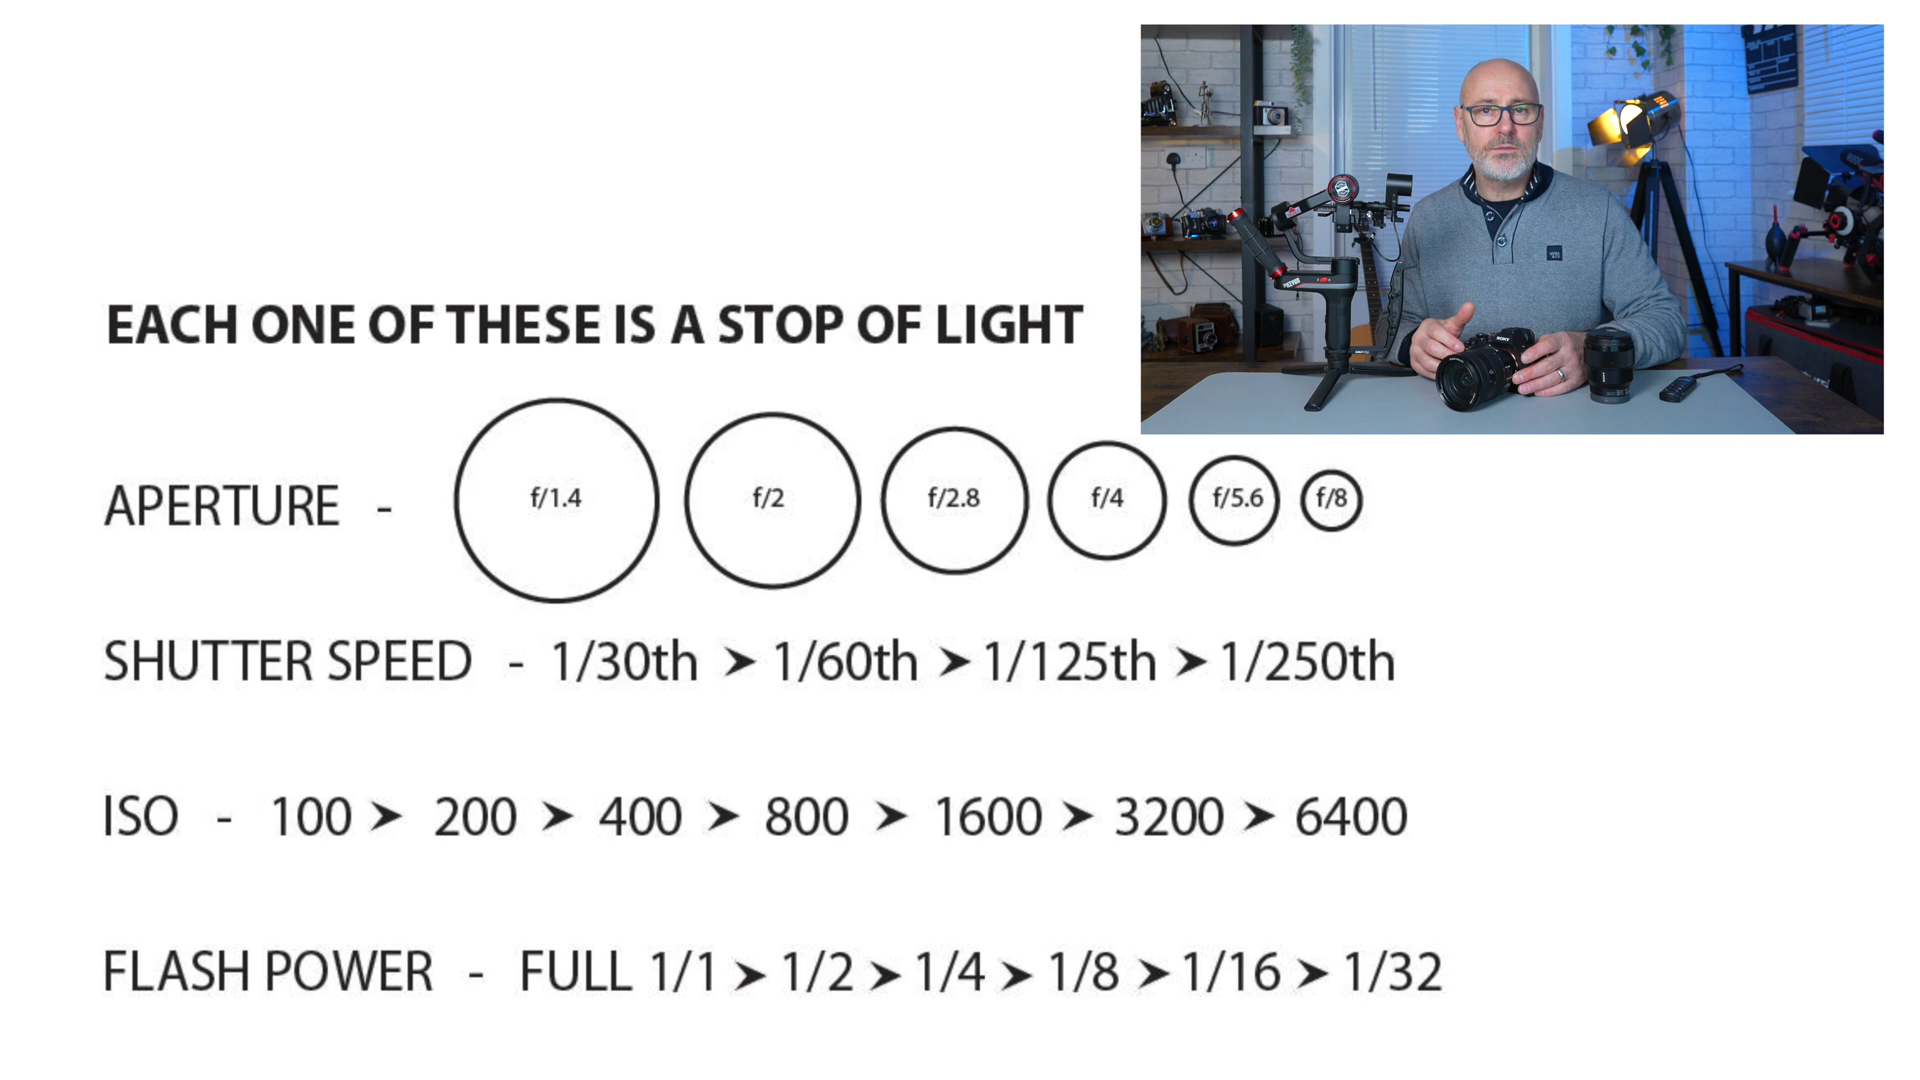 EACH ONE OF THESE IS A STOP OF LIGHT
APERTURE - f/1.4 f/2 f/2.8 f/4 f/5.6 f/8
SHUTTER SPEED - 1/30th ➤ 1/60th ➤ 1/125th ➤ 1/250th
ISO - 100 ➤ 200 ➤ 400 ➤ 800 ➤ 1600 ➤ 3200 ➤ 6400
FLASH POWER - FULL 1/1 ➤ 1/2 ➤ 1/4 ➤ 1/8 ➤ 1/16 ➤ 1/32
SONY